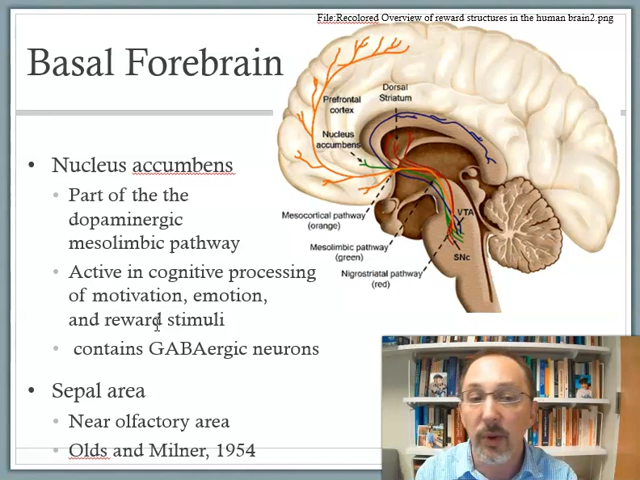 File:Recolored Overview of reward structures in the human brain2.png
Basal Forebrain
• Nucleus accumbens
• Part of the the
dopaminergic
mesolimbic pathway
• Active in cognitive processing
of motivation, emotion,
and reward stimuli
• contains GABAergic neurons
• Sepal area
• Near olfactory area
• Olds and Milner, 1954
Dorsal
Striatum
Prefrontal
cortex
Nucleus
accumbens
Mesocortical pathway
(orange)
Mesolimbic pathway
(green)
Nigrostriatal pathway
(red)
VTA
SNc